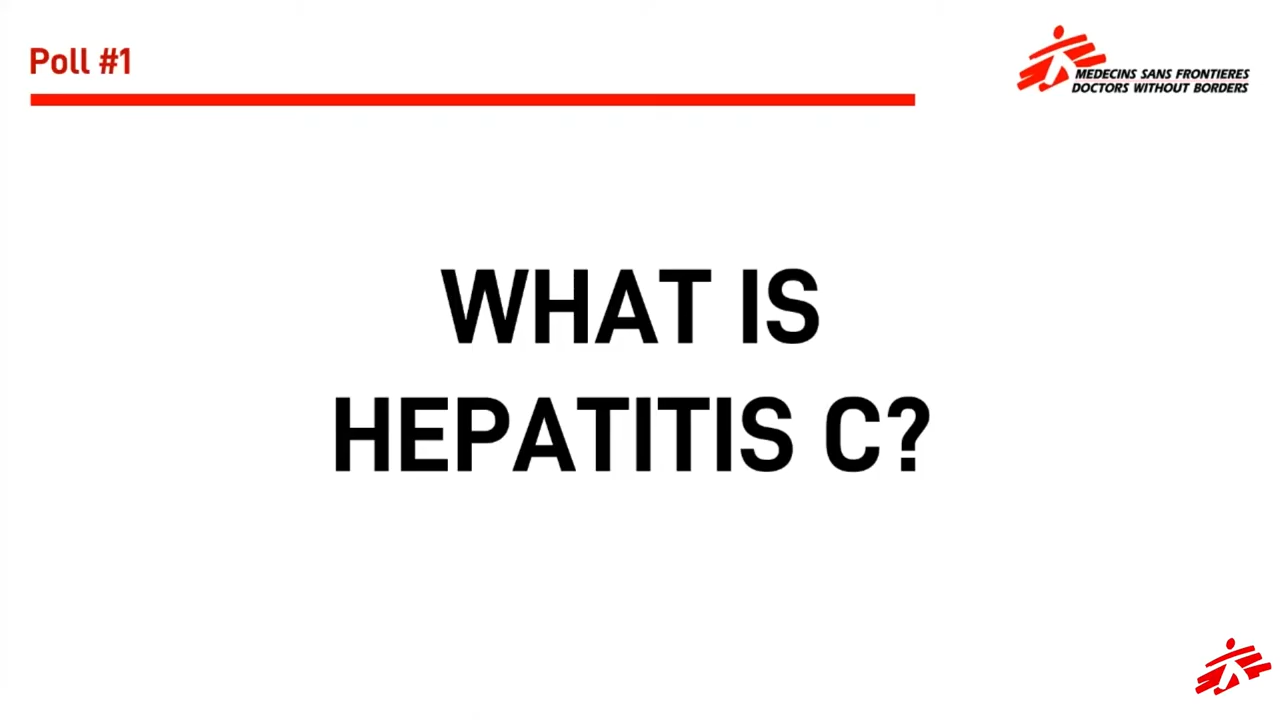 Poll #1
MEDECINS SANS FRONTIERES
DOCTORS WITHOUT BORDERS
WHAT IS
HEPATITIS C?